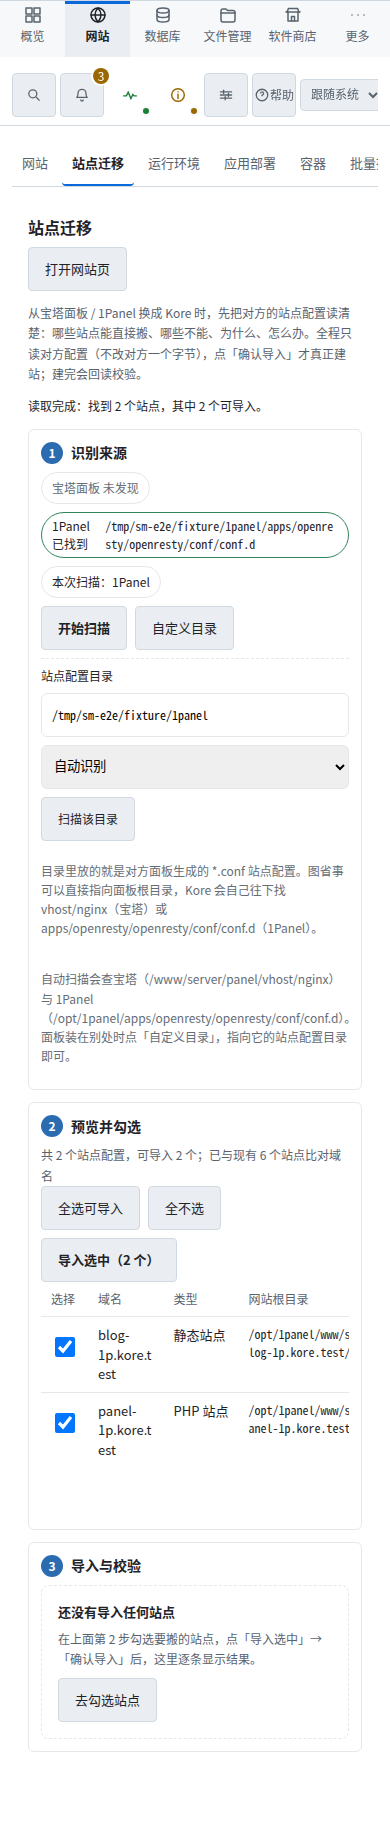 概览
网站
数据库
文件管理
软件商店
更多
3
帮助
跟随系统
网站
站点迁移
运行环境
应用部署
容器
站点迁移
打开网站页
从宝塔面板 / 1Panel 换成 Kore 时，先把对方的站点配置读清
楚：哪些站点能直接搬、哪些不能、为什么、怎么办。全程只
读对方配置（不改对方一个字节），点「确认导入」才真正建
站；建完会回读校验。
读取完成：找到 2 个站点，其中 2 个可导入。
1 识别来源
宝塔面板 未发现
1Panel /tmp/sm-e2e/fixture/1panel/apps/openre
已找到 sty/openresty/conf/conf.d
本次扫描：1Panel
开始扫描
自定义目录
站点配置目录
/tmp/sm-e2e/fixture/1panel
自动识别
扫描该目录
目录里放的就是对方面板生成的 *.conf 站点配置。图省事
可以直接指向面板根目录，Kore 会自己往下找
vhost/nginx（宝塔）或
apps/openresty/openresty/conf/conf.d（1Panel）。
自动扫描会查宝塔（/www/server/panel/vhost/nginx）
与 1Panel
（/opt/1panel/apps/openresty/openresty/conf/conf.d）。
面板装在别处时点「自定义目录」，指向它的站点配置目录
即可。
2 预览并勾选
共 2 个站点配置，可导入 2 个；已与现有 6 个站点比对域
名
全选可导入
全不选
导入选中（2 个）
选择 域名 类型 网站根目录
blog-
1p.kore.t
est
静态站点
/opt/1panel/www/s
log-1p.kore.test/
panel-
1p.kore.t
est
PHP 站点
/opt/1panel/www/s
anel-1p.kore.test
3 导入与校验
还没有导入任何站点
在上面第 2 步勾选要搬的站点，点「导入选中」→
「确认导入」后，这里逐条显示结果。
去勾选站点